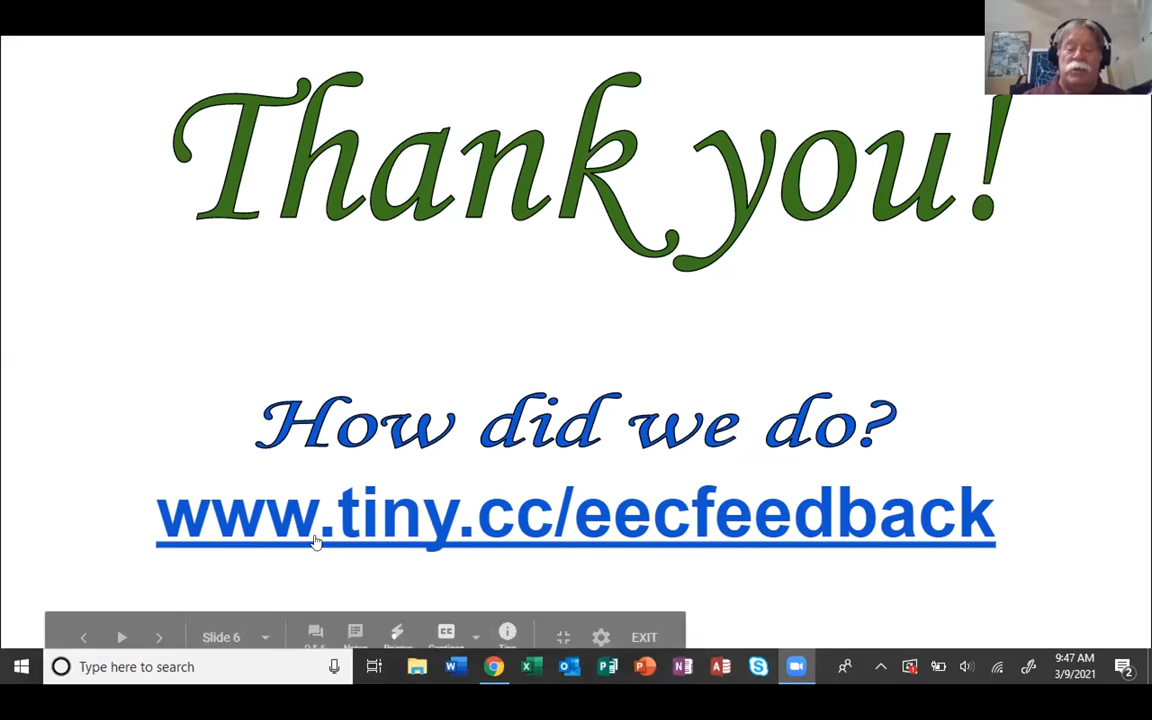 Thank you!
How did we do?
www.tiny.cc/eecfeedback
Slide 6
EXIT
Type here to search
9:47 AM
3/9/2021
2